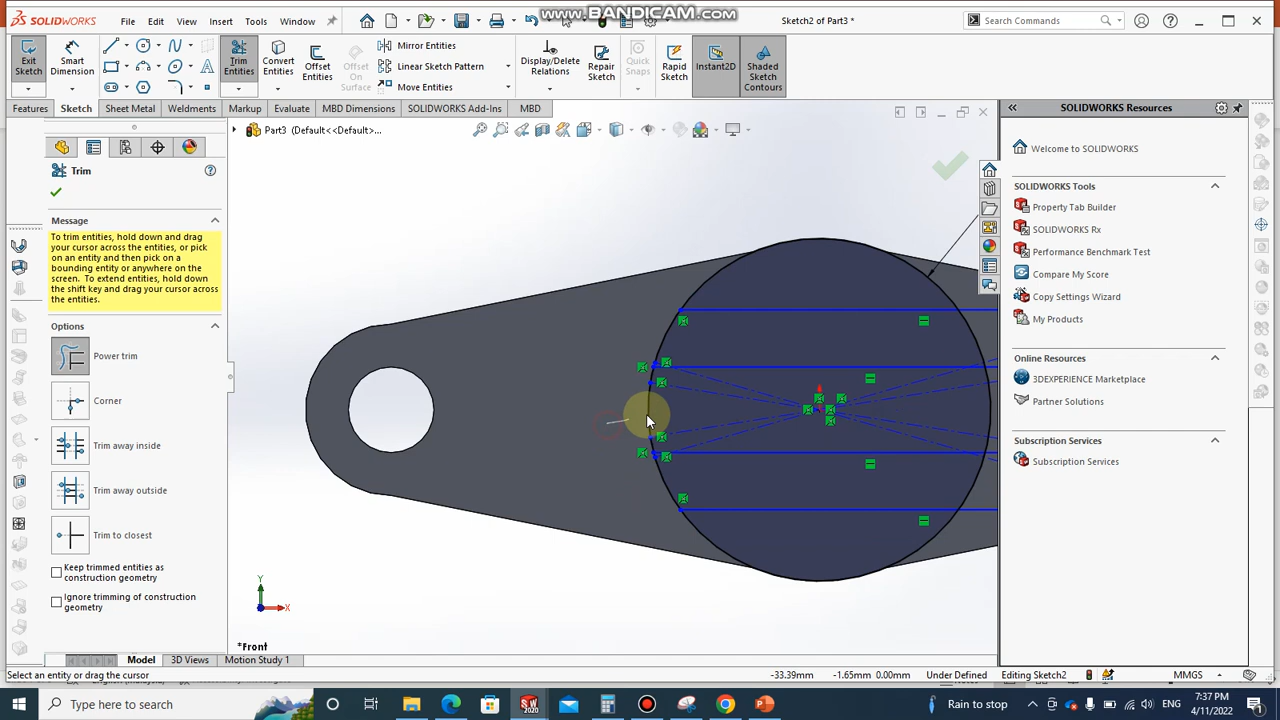 www.BANDICAM.com
SOLIDWORKS
File
Edit
View
Insert
Tools
Window
Sketch2 of Part3 *
Search Commands
Exit Sketch
Smart Dimension
Trim Entities
Convert Entities
Offset Entities
Offset On Surface
Mirror Entities
Linear Sketch Pattern
Move Entities
Display/Delete Relations
Repair Sketch
Quick Snaps
Rapid Sketch
Instant2D
Shaded Sketch Contours
Features
Sketch
Sheet Metal
Weldments
Markup
Evaluate
MBD Dimensions
SOLIDWORKS Add-Ins
MBD
Part3 (Default<<Default>...
Trim
Message
To trim entities, hold down and drag
your cursor across the entities, or pick
on an entity and then pick on a
bounding entity or anywhere on the
screen. To extend entities, hold down
the shift key and drag your cursor across
the entities.
Options
Power trim
Corner
Trim away inside
Trim away outside
Trim to closest
Keep trimmed entities as
construction geometry
Ignore trimming of construction
geometry
Y
X
*Front
SOLIDWORKS Resources
Welcome to SOLIDWORKS
SOLIDWORKS Tools
Property Tab Builder
SOLIDWORKS Rx
Performance Benchmark Test
Compare My Score
Copy Settings Wizard
My Products
Online Resources
3DEXPERIENCE Marketplace
Partner Solutions
Subscription Services
Subscription Services
Model
3D Views
Motion Study 1
Select an entity or drag the cursor
-33.39mm
-1.65mm 0.00mm
Under Defined
Editing Sketch2
MMGS
Type here to search
Rain to stop
ENG
7:37 PM
4/11/2022